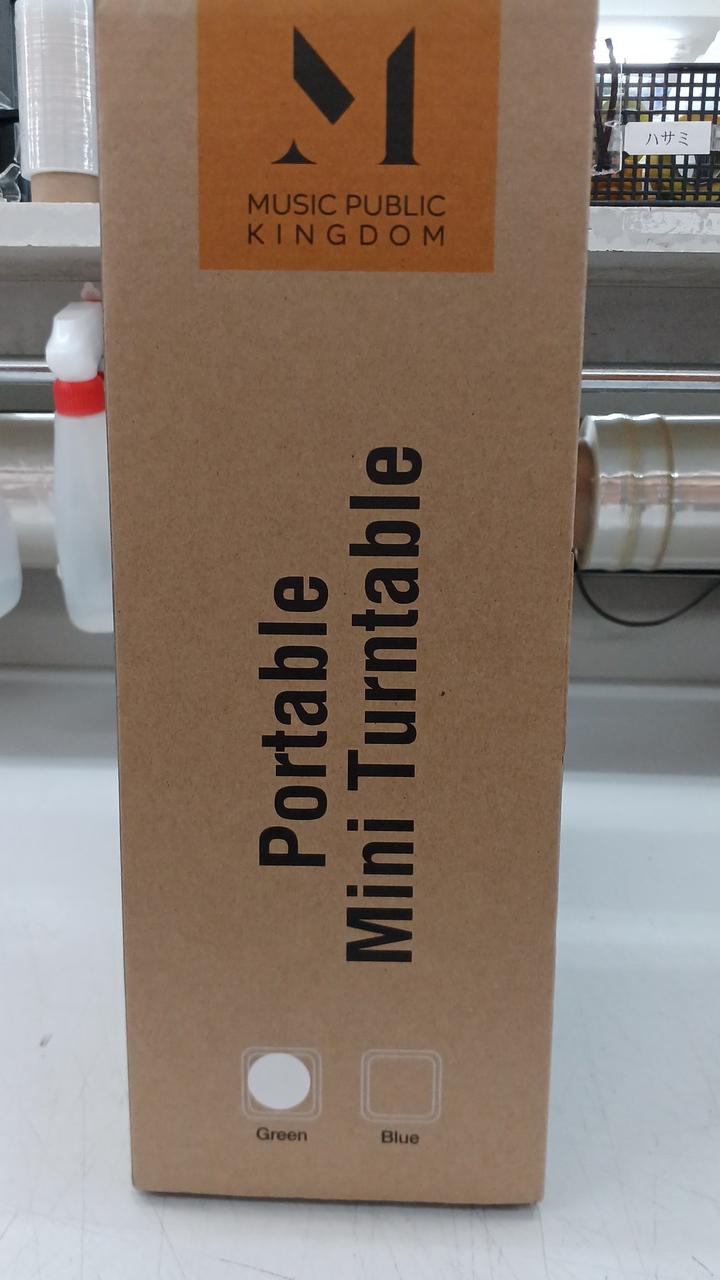 MUSIC PUBLIC
KINGDOM
ハサミ
Portable
Mini Turntable
Green
Blue